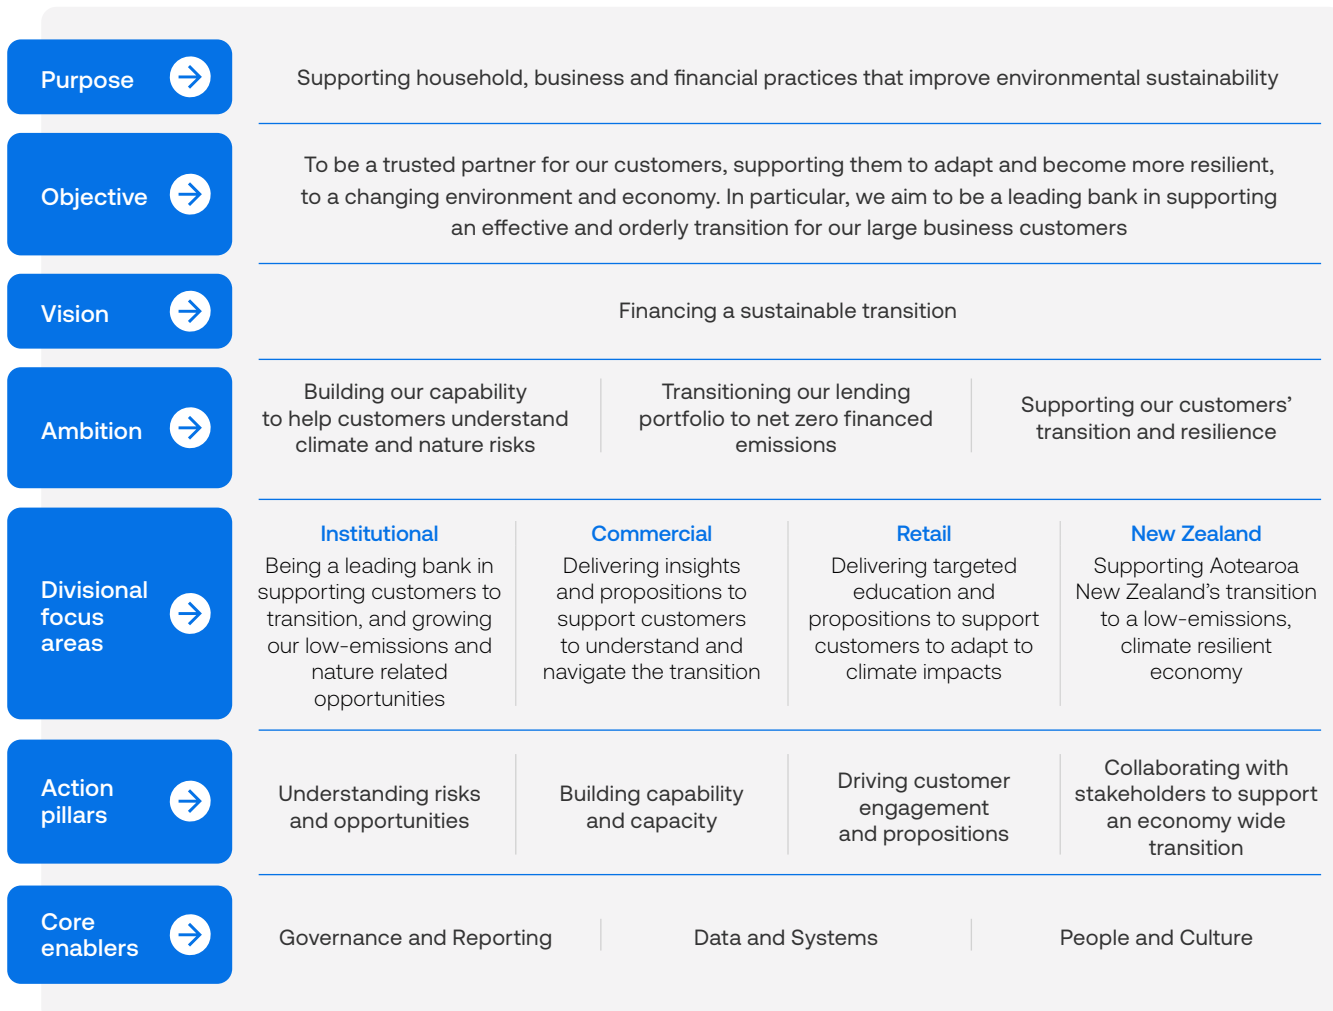 Purpose
Supporting household, business and financial practices that improve environmental sustainability
Objective
To be a trusted partner for our customers, supporting them to adapt and become more resilient,
to a changing environment and economy. In particular, we aim to be a leading bank in supporting
an effective and orderly transition for our large business customers
Vision
Financing a sustainable transition
Ambition
Building our capability
to help customers understand
climate and nature risks
Transitioning our lending
portfolio to net zero financed
emissions
Supporting our customers’
transition and resilience
Divisional
focus
areas
Institutional
Being a leading bank in
supporting customers to
transition, and growing
our low-emissions and
nature related
opportunities
Commercial
Delivering insights
and propositions to
support customers
to understand and
navigate the transition
Retail
Delivering targeted
education and
propositions to support
customers to adapt to
climate impacts
New Zealand
Supporting Aotearoa
New Zealand’s transition
to a low-emissions,
climate resilient
economy
Action
pillars
Understanding risks
and opportunities
Building capability
and capacity
Driving customer
engagement
and propositions
Collaborating with
stakeholders to support
an economy wide
transition
Core
enablers
Governance and Reporting
Data and Systems
People and Culture